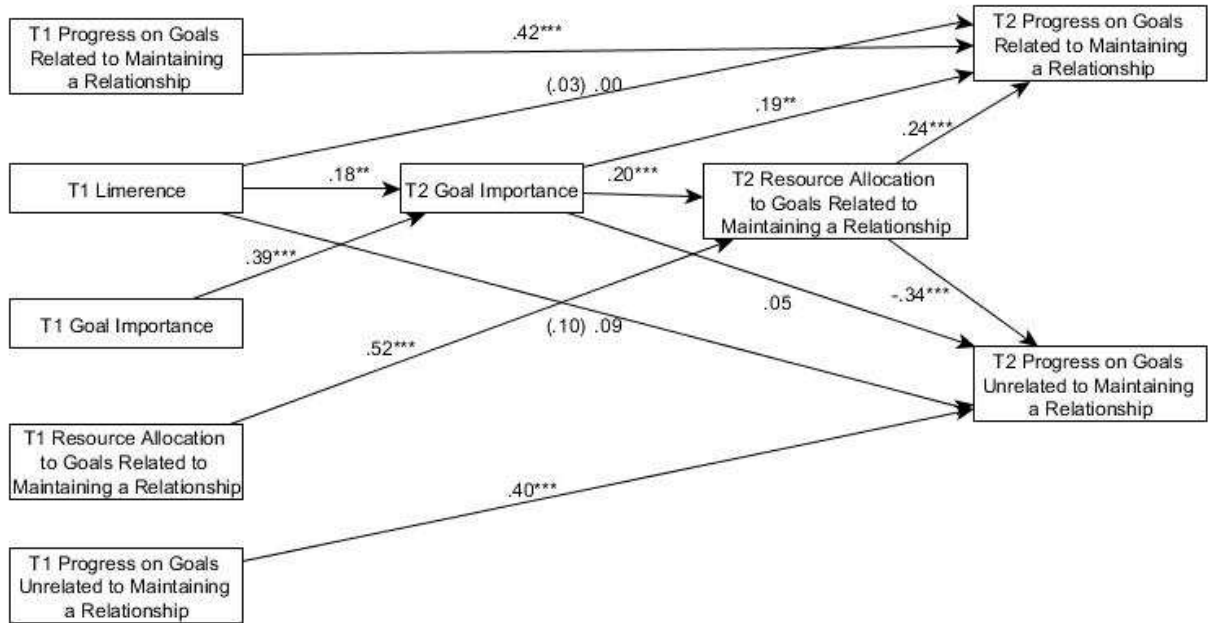 T1 Progress on Goals
Related to Maintaining
a Relationship
.42***
T2 Progress on Goals
Related to Maintaining
a Relationship
(.03) .00
.19**
.24***
T1 Limerence
.18**
T2 Goal Importance
.20***
T2 Resource Allocation
to Goals Related to
Maintaining a Relationship
.39***
T1 Goal Importance
(.10) .09
.05
-.34***
.52***
T2 Progress on Goals
Unrelated to Maintaining
a Relationship
T1 Resource Allocation
to Goals Related to
Maintaining a Relationship
.40***
T1 Progress on Goals
Unrelated to Maintaining
a Relationship